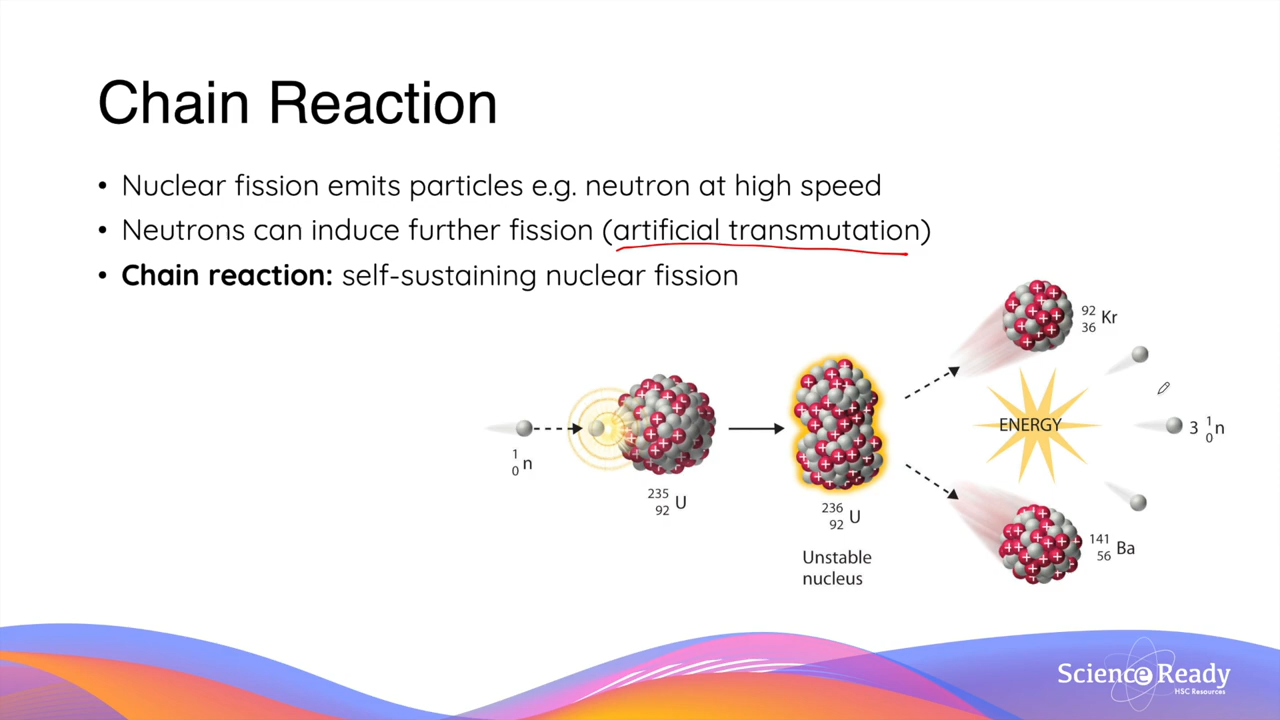 Chain Reaction
• Nuclear fission emits particles e.g. neutron at high speed
• Neutrons can induce further fission (artificial transmutation)
• Chain reaction: self-sustaining nuclear fission
92
36 Kr
ENERGY
3 1
0 n
1
0 n
235
92 U
236
92 U
Unstable
nucleus
141
56 Ba
Science Ready
HSC Resources